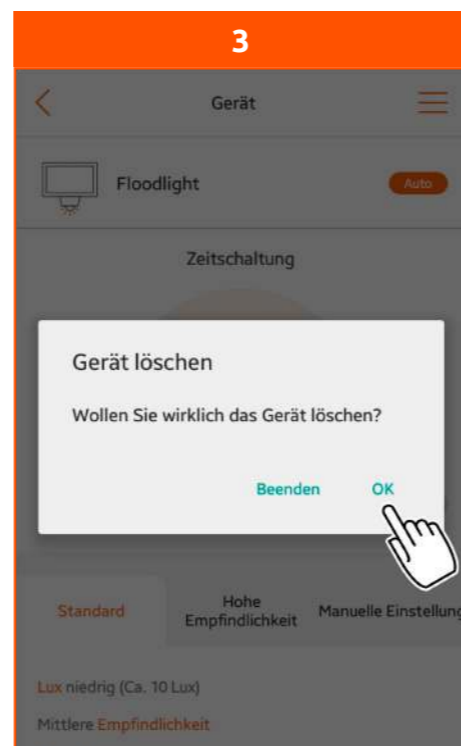 3
Gerät
Floodlight
Auto
Zeitschaltung
Gerät löschen
Wollen Sie wirklich das Gerät löschen?
Beenden OK
Standard
Hohe
Empfindlichkeit
Manuelle Einstellung
Lux niedrig (Ca. 10 Lux)
Mittlere Empfindlichkeit